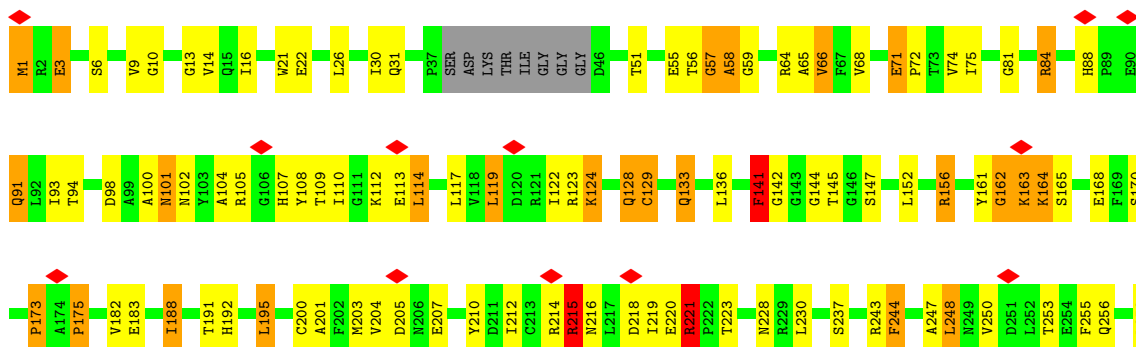 M1 R2 E3 S6 V9 G10 G13 V14 Q15 I16 W21 E22 L26 I30 Q31 P37 SER ASP LYS THR ILE GLY GLY GLY D46 T51 E55 T56 G57 A58 G59 R64 A65 V66 F67 V68 E71 P72 T73 V74 I75 G81 R84 H88 P89 E90
Q91 L92 I93 T94 D98 A99 A100 N101 N102 Y103 A104 R105 G106 H107 Y108 T109 I110 G111 K112 E113 L114 L117 V118 L119 D120 R121 I122 R123 K124 Q128 C129 Q133 L136 F141 G142 G143 G144 T145 G146 S147 L152 R156 Y161 G162 K163 K164 S165 E168 F169 S170
P173 A174 P175 V182 E183 I188 T191 H192 L195 C200 A201 F202 M203 V204 D205 N206 E207 Y210 D211 I212 C213 R214 R215 N216 L217 D218 I219 E220 R221 P222 T223 N228 R229 L230 S237 R243 F244 A247 L248 N249 V250 D251 L252 T253 E254 F255 Q256